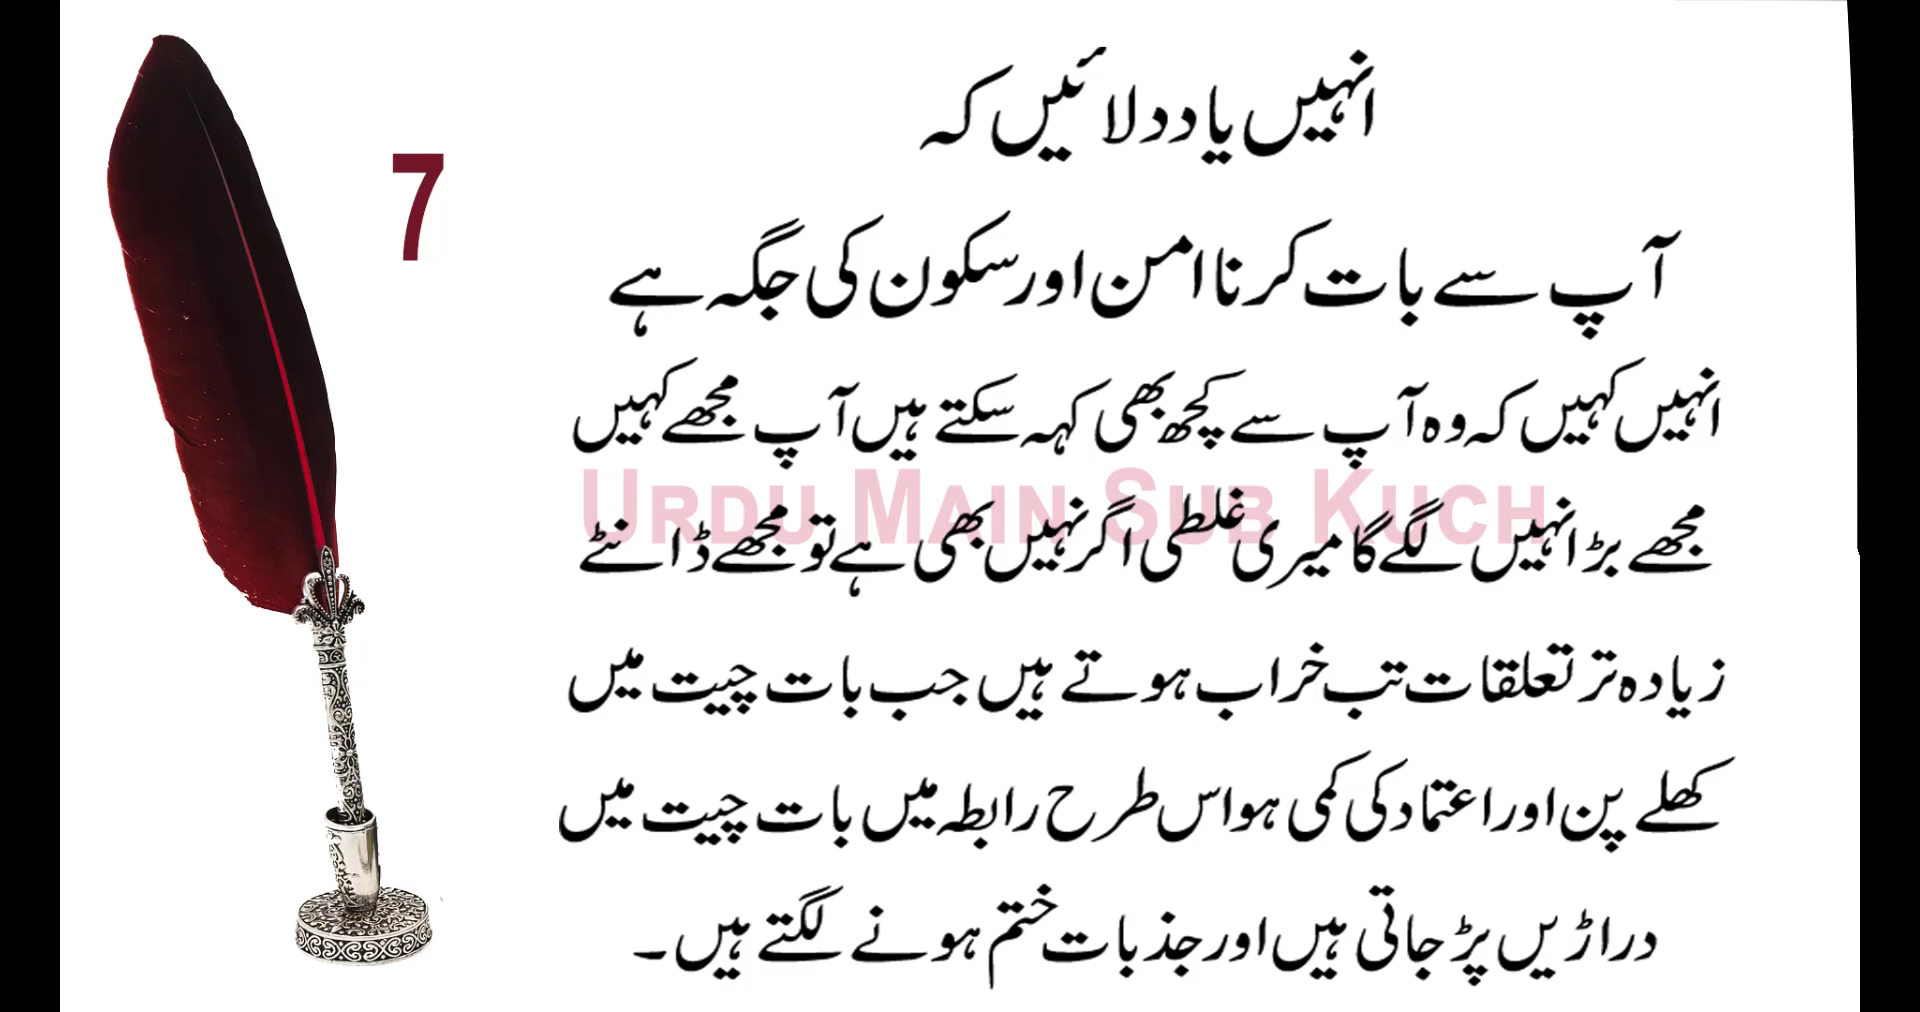 7
انہیں یاد دلائیں کہ
آپ سے بات کرنا امن اور سکون کی جگہ ہے
انہیں کہیں کہ وہ آپ سے کچھ بھی کہہ سکتے ہیں آپ مجھے کہیں
URDU MAIN SUB KUCH
مجھے بڑا نہیں لگے گا میری غلطی اگر نہیں بھی ہے تو مجھے ڈانٹے
زیادہ تر تعلقات تب خراب ہوتے ہیں جب بات چیت میں
کھلے پن اور اعتماد کی کمی ہو اس طرح رابطہ میں بات چیت میں
دراڑیں پڑ جاتی ہیں اور جذبات ختم ہونے لگتے ہیں۔